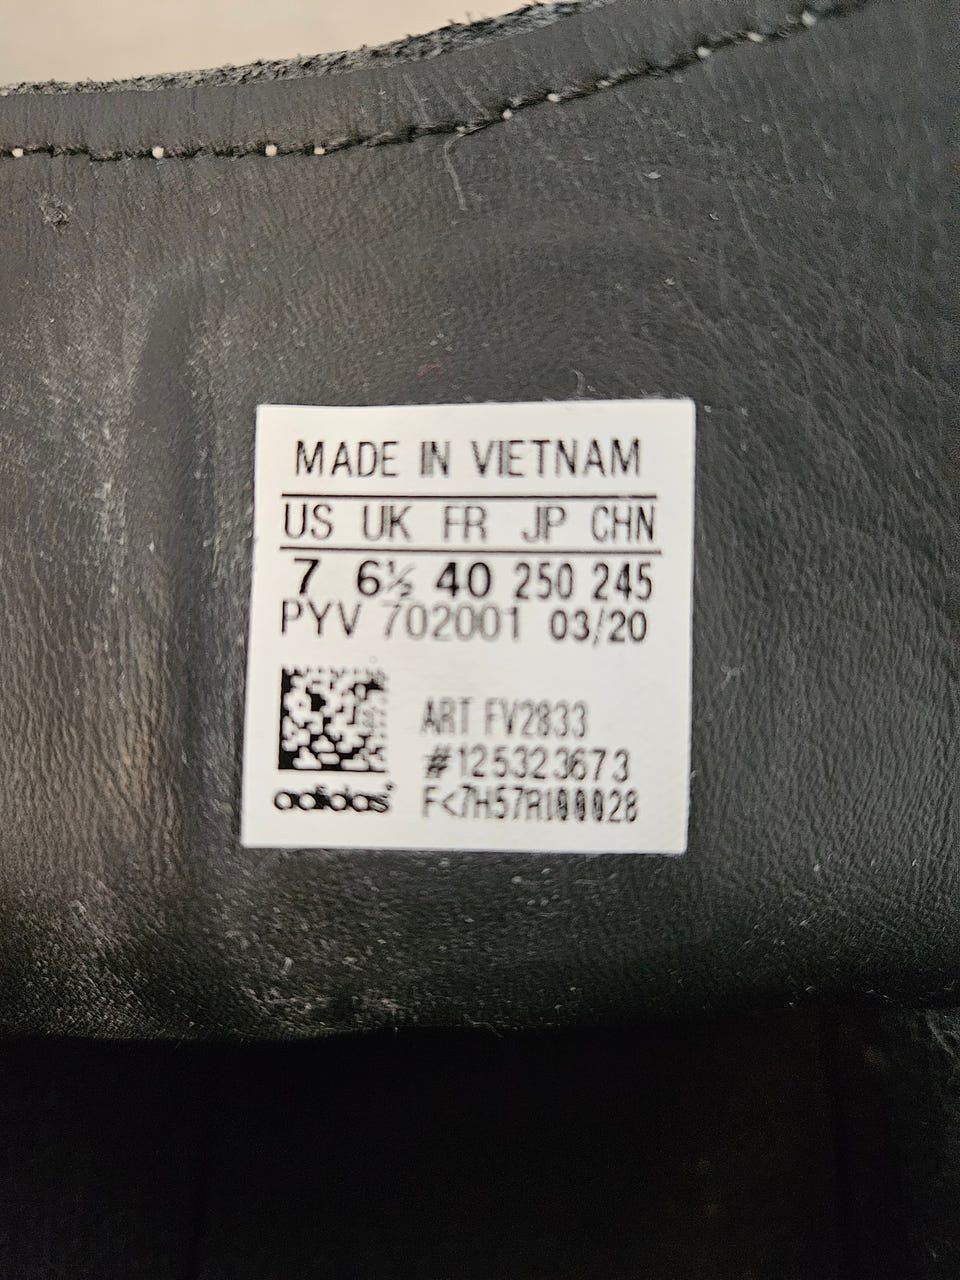 MADE IN VIETNAM
US UK FR JP CHN
7 6½ 40 250 245
PYV 702001 03/20
ART FV2833
#125323673
adidas